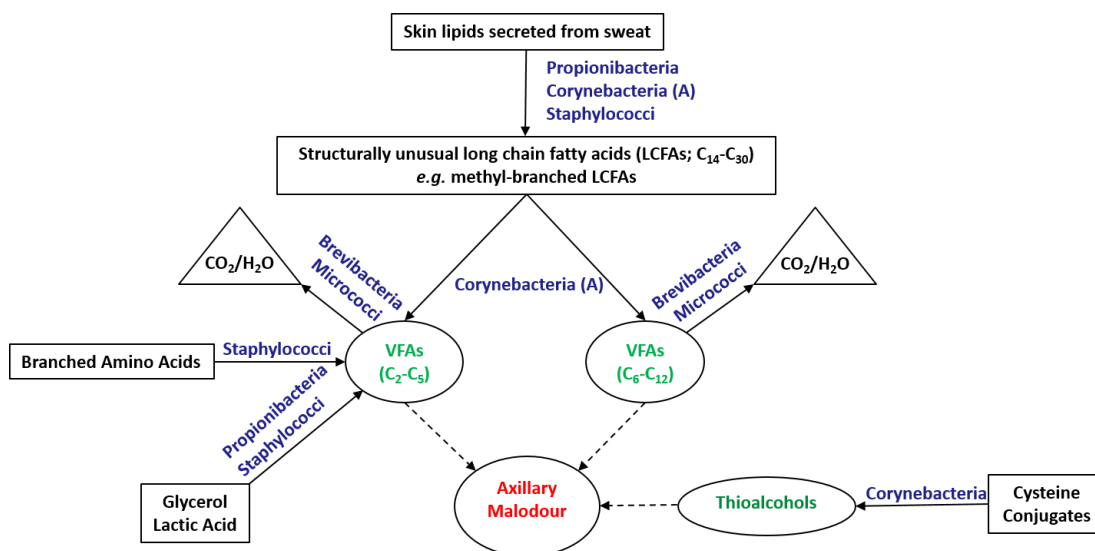 Skin lipids secreted from sweat
Propionibacteria
Corynebacteria (A)
Staphylococci
Structurally unusual long chain fatty acids (LCFAs; C₁₄-C₃₀)
e.g. methyl-branched LCFAs
CO₂/H₂O
Brevibacteria
Micrococci
Corynebacteria (A)
Brevibacteria
Micrococci
CO₂/H₂O
Branched Amino Acids
Staphylococci
VFAs
(C₂-C₅)
VFAs
(C₆-C₁₂)
Propionibacteria
Staphylococci
Glycerol
Lactic Acid
Axillary
Malodour
Thioalcohols
Corynebacteria
Cysteine
Conjugates